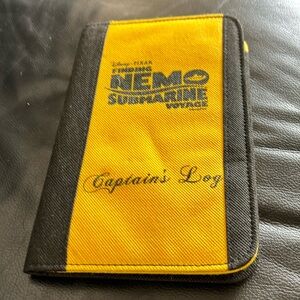 Disney · PIXAR
FINDING
NEMO
SUBMARINE
VOYAGE
Captain's Log